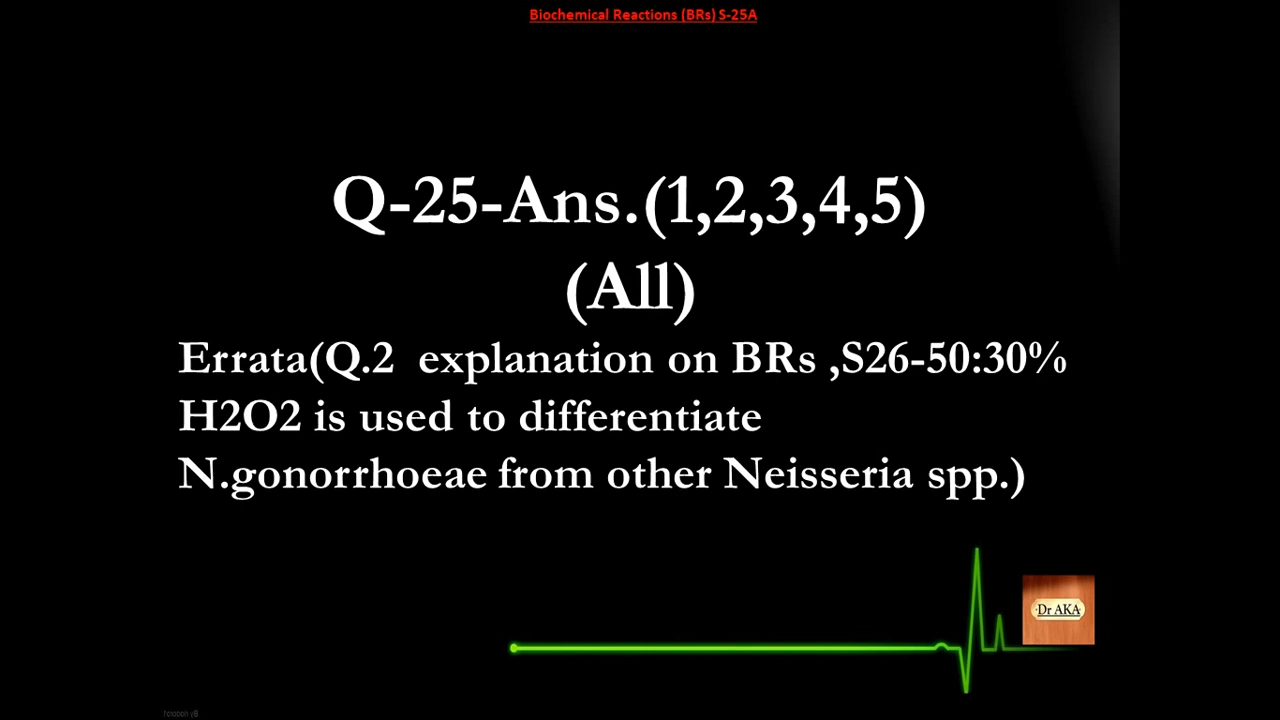 Biochemical Reactions (BRs) S-25A
Q-25-Ans.(1,2,3,4,5)
(All)
Errata(Q.2 explanation on BRs ,S26-50:30%
H2O2 is used to differentiate
N.gonorrhoeae from other Neisseria spp.)
Dr AKA